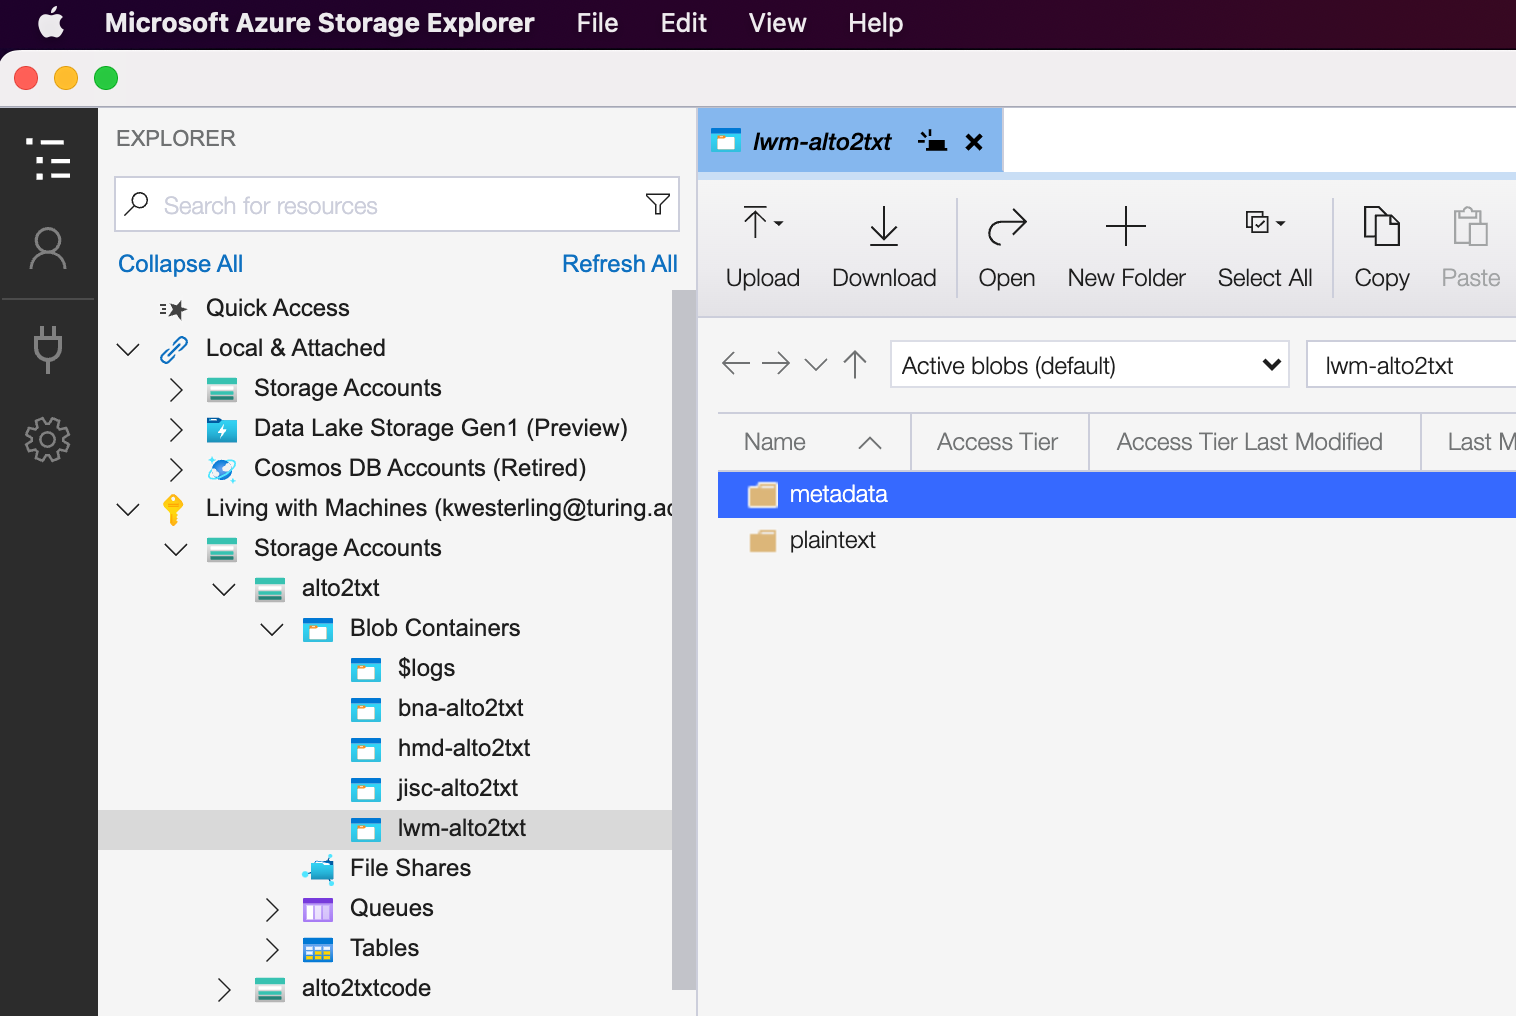 Microsoft Azure Storage Explorer File Edit View Help
EXPLORER
Search for resources
Collapse All Refresh All
Quick Access
Local & Attached
Storage Accounts
Data Lake Storage Gen1 (Preview)
Cosmos DB Accounts (Retired)
Living with Machines (kwesterling@turing.ac
Storage Accounts
alto2txt
Blob Containers
$logs
bna-alto2txt
hmd-alto2txt
jisc-alto2txt
lwm-alto2txt
File Shares
Queues
Tables
alto2txtcode
lwm-alto2txt
Upload Download Open New Folder Select All Copy Paste
Active blobs (default) lwm-alto2txt
Name Access Tier Access Tier Last Modified Last M
metadata
plaintext